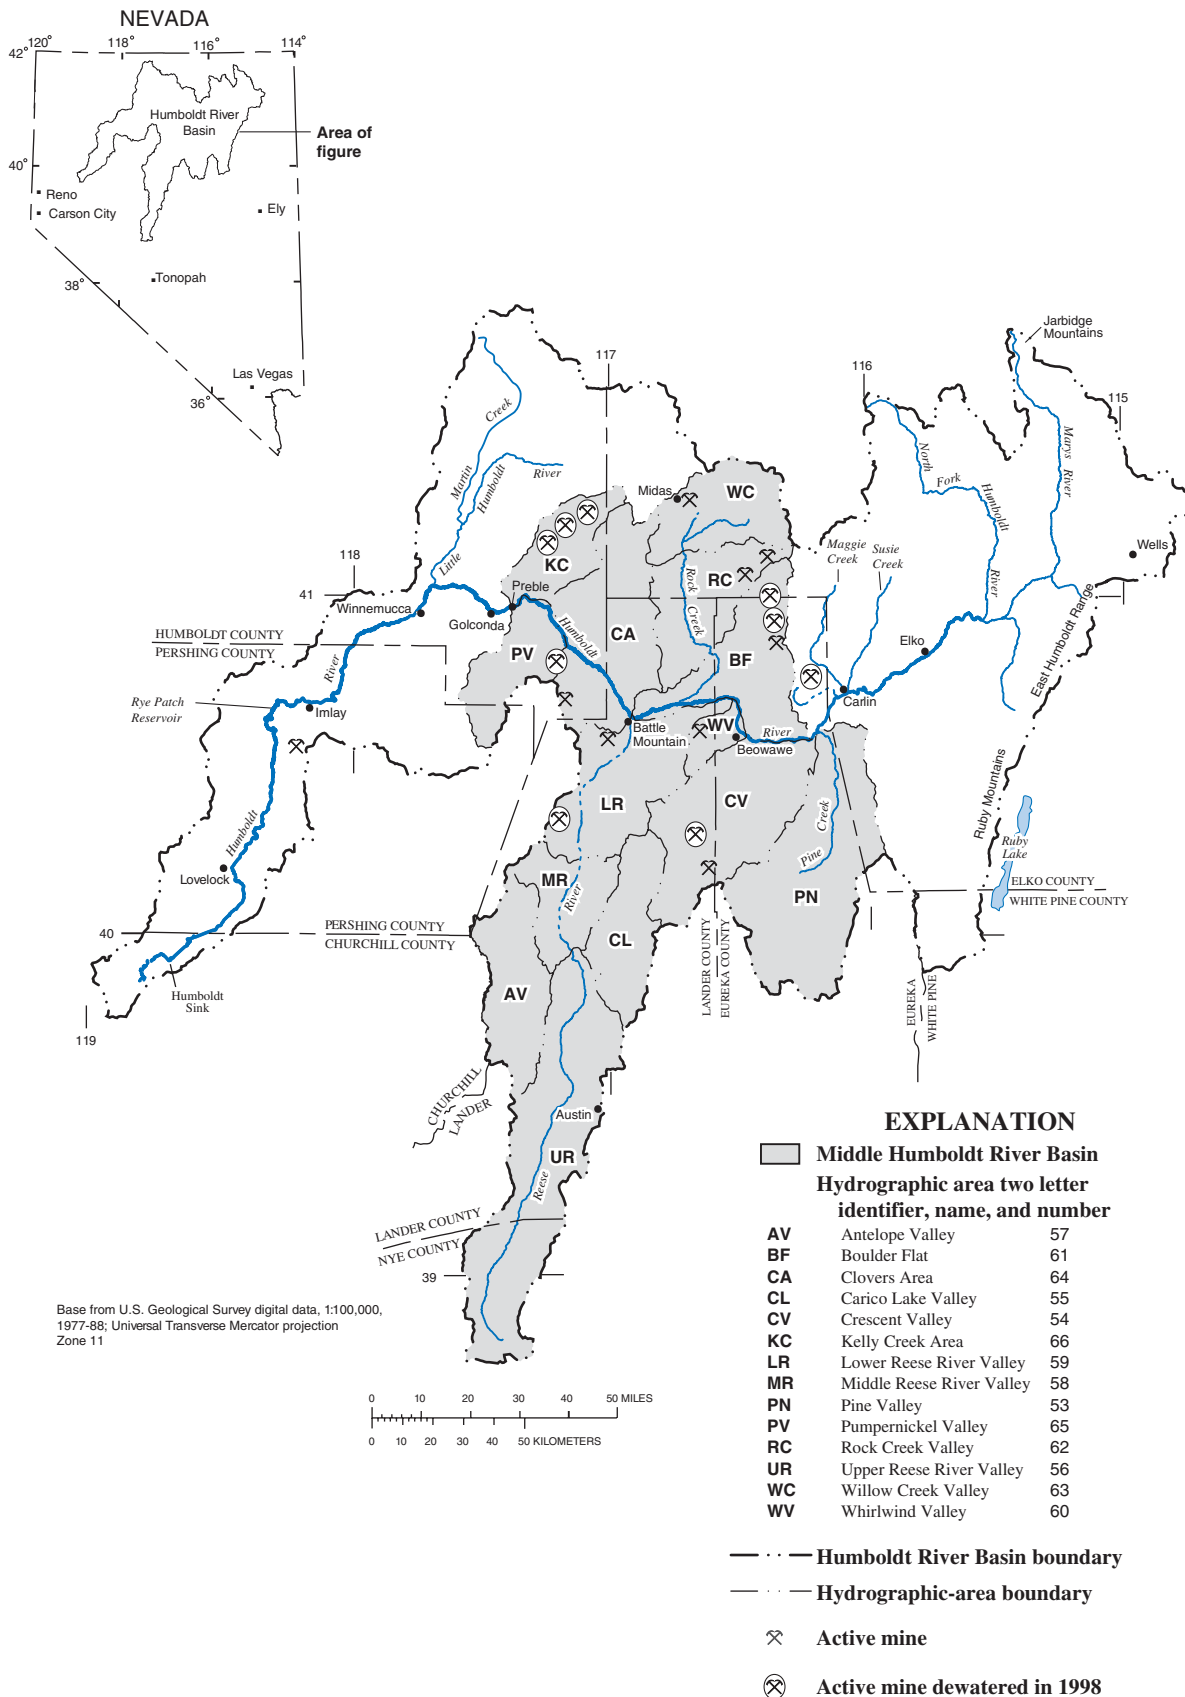 NEVADA
120°
118°
116°
114°
42°
Humboldt River
Basin
Area of
figure
40°
Reno
Carson City
Ely
Tonopah
38°
Las Vegas
36°
Jarbidge
Mountains
117
116
115
Creek
Martin
Humboldt
River
Little
North
Fork
Humboldt
River
Marys
River
Midas
WC
Wells
118
KC
Maggie
Creek
Susie
Creek
RC
Rock
Creek
41
Preble
Winnemucca
Golconda
Humboldt
CA
Elko
East Humboldt Range
HUMBOLDT COUNTY
PERSHING COUNTY
PV
BF
River
Rye Patch
Reservoir
Imlay
Carlin
Battle
Mountain
WV
Beowawe
River
LR
CV
Ruby Mountains
Pine
Creek
Humboldt
Ruby
Lake
Lovelock
MR
River
PN
ELKO COUNTY
WHITE PINE COUNTY
40
PERSHING COUNTY
CHURCHILL COUNTY
CL
LANDER COUNTY
EUREKA COUNTY
AV
Humboldt
Sink
EUREKA
WHITE PINE
119
CHURCHILL
LANDER
Austin
UR
Reese
LANDER COUNTY
NYE COUNTY
39
Base from U.S. Geological Survey digital data, 1:100,000,
1977-88; Universal Transverse Mercator projection
Zone 11
0 10 20 30 40 50 MILES
0 10 20 30 40 50 KILOMETERS
EXPLANATION
Middle Humboldt River Basin
Hydrographic area two letter
identifier, name, and number
AV Antelope Valley 57
BF Boulder Flat 61
CA Clovers Area 64
CL Carico Lake Valley 55
CV Crescent Valley 54
KC Kelly Creek Area 66
LR Lower Reese River Valley 59
MR Middle Reese River Valley 58
PN Pine Valley 53
PV Pumpernickel Valley 65
RC Rock Creek Valley 62
UR Upper Reese River Valley 56
WC Willow Creek Valley 63
WV Whirlwind Valley 60
Humboldt River Basin boundary
Hydrographic-area boundary
Active mine
Active mine dewatered in 1998